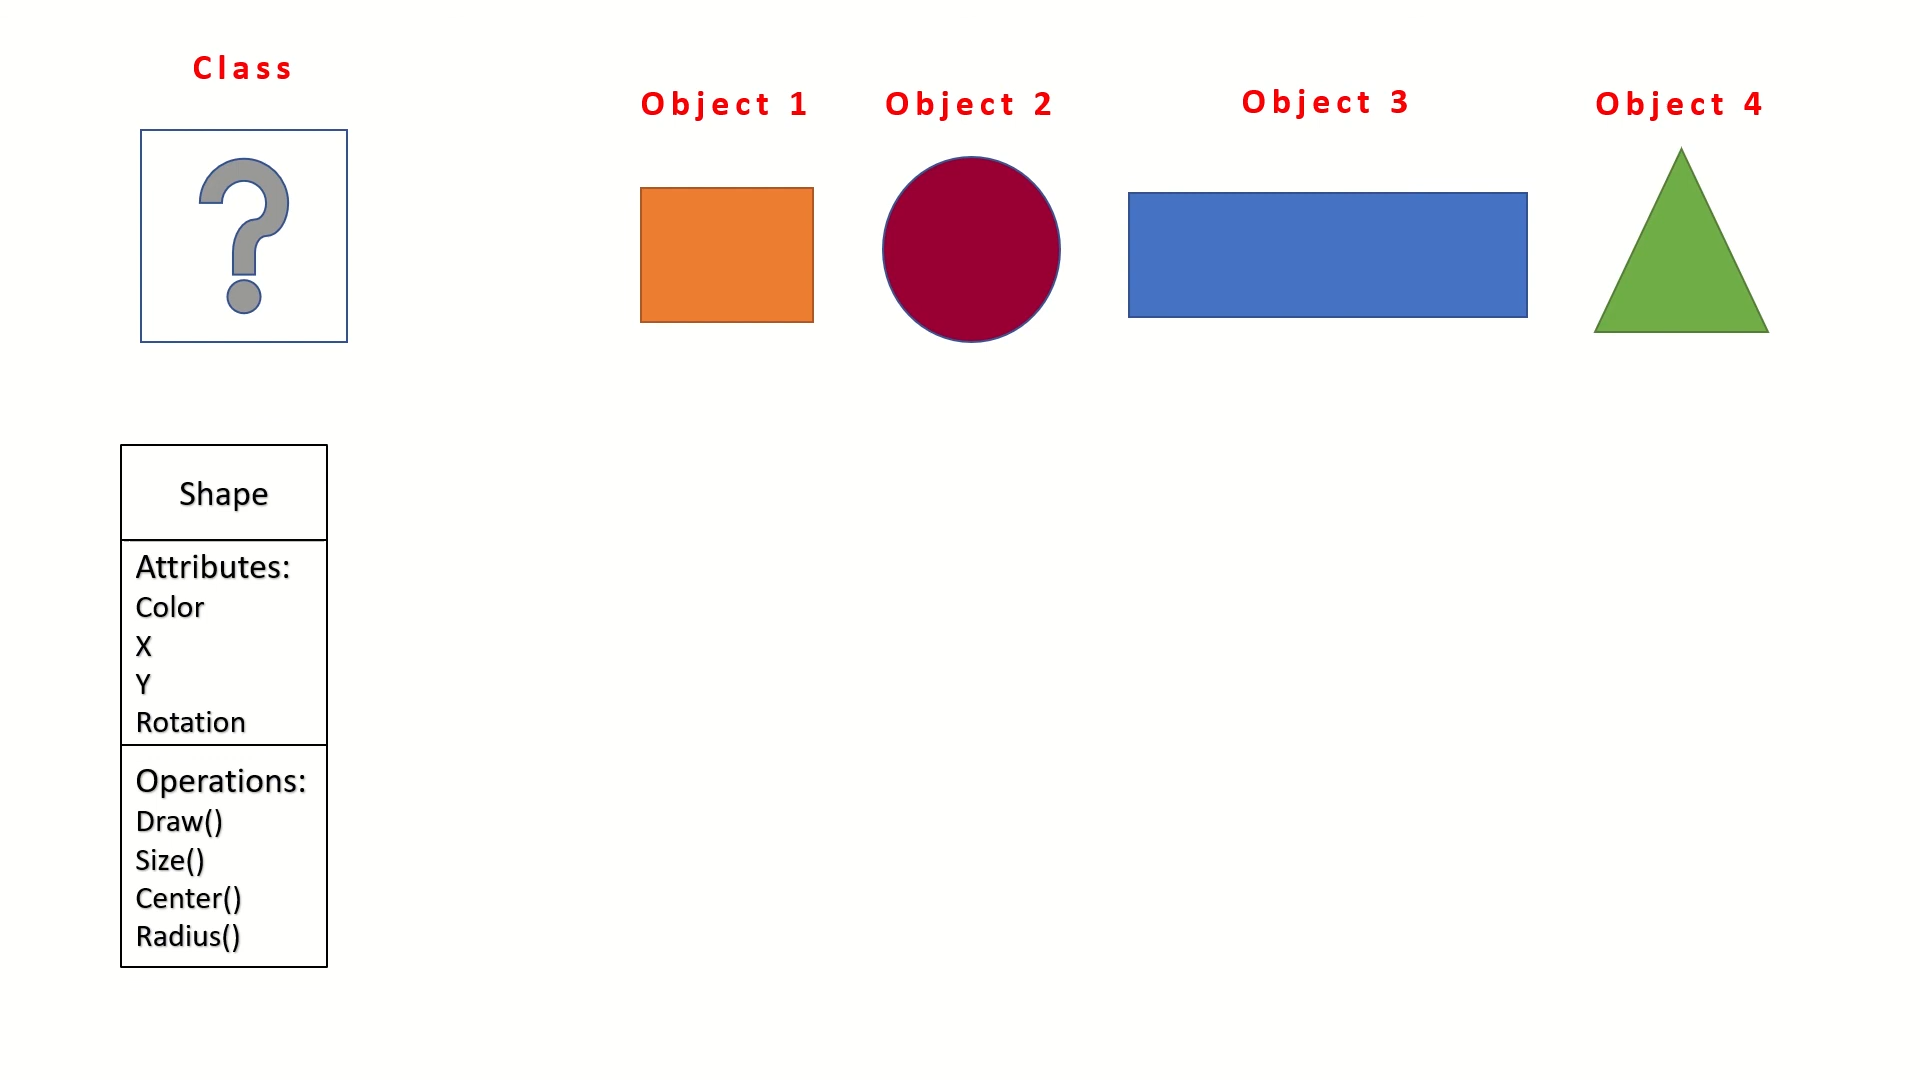 Class
Object 1
Object 2
Object 3
Object 4
?
Shape
Attributes:
Color
X
Y
Rotation
Operations:
Draw()
Size()
Center()
Radius()